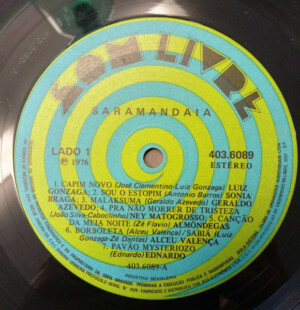 SOM LIVRE
SARAMANDAIA
LADO 1
403.6089
℗ 1976
ESTÉREO
1. CAPIM NOVO (José Clementino-Luiz Gonzaga) LUIZ
GONZAGA; 2. SOU O ESTOPIM (Antonio Barros) SONIA
BRAGA; 3. MALAKSUMA (Geraldo Azevedo) GERALDO
AZEVEDO; 4. PRA NÃO MORRER DE TRISTEZA
(João Silva-Caboclinho) NEY MATOGROSSO; 5. CANÇÃO
DA MEIA NOITE (Zé Flávio) ALMÔNDEGAS
6. BORBOLETA (Alceu Valença)/SABIÁ (Luiz
Gonzaga-Zé Dantas) ALCEU VALENÇA
7. PAVÃO MYSTERIOZO
(Ednardo) EDNARDO
403.6089-A
INDÚSTRIA BRASILEIRA